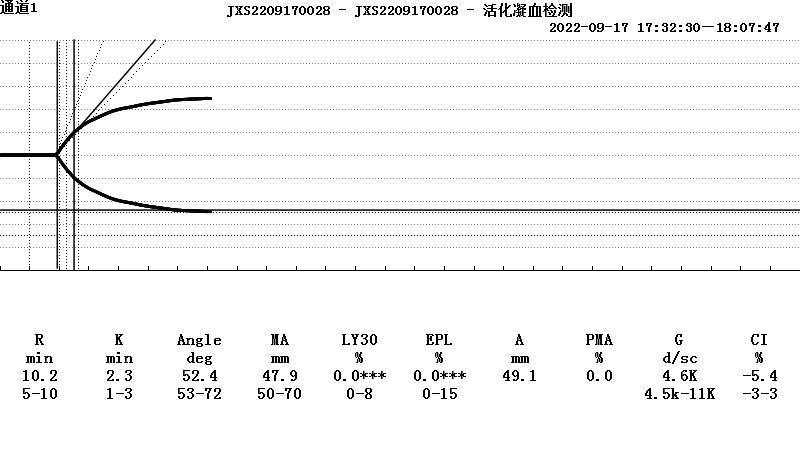 通道1
JXS2209170028 - JXS2209170028 - 活化凝血检测
2022-09-17 17:32:30--18:07:47
R K Angle MA LY30 EPL A PMA G CI
min min deg mm % % mm % d/sc %
10.2 2.3 52.4 47.9 0.0*** 0.0*** 49.1 0.0 4.6K -5.4
5-10 1-3 53-72 50-70 0-8 0-15 4.5k-11K -3-3